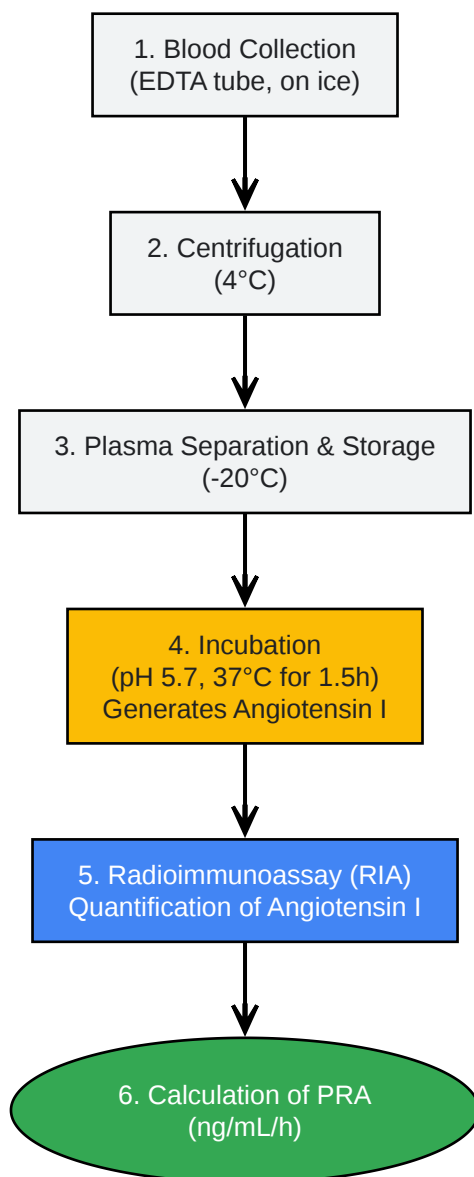 1. Blood Collection
(EDTA tube, on ice)
2. Centrifugation
(4°C)
3. Plasma Separation & Storage
(-20°C)
4. Incubation
(pH 5.7, 37°C for 1.5h)
Generates Angiotensin I
5. Radioimmunoassay (RIA)
Quantification of Angiotensin I
6. Calculation of PRA
(ng/mL/h)